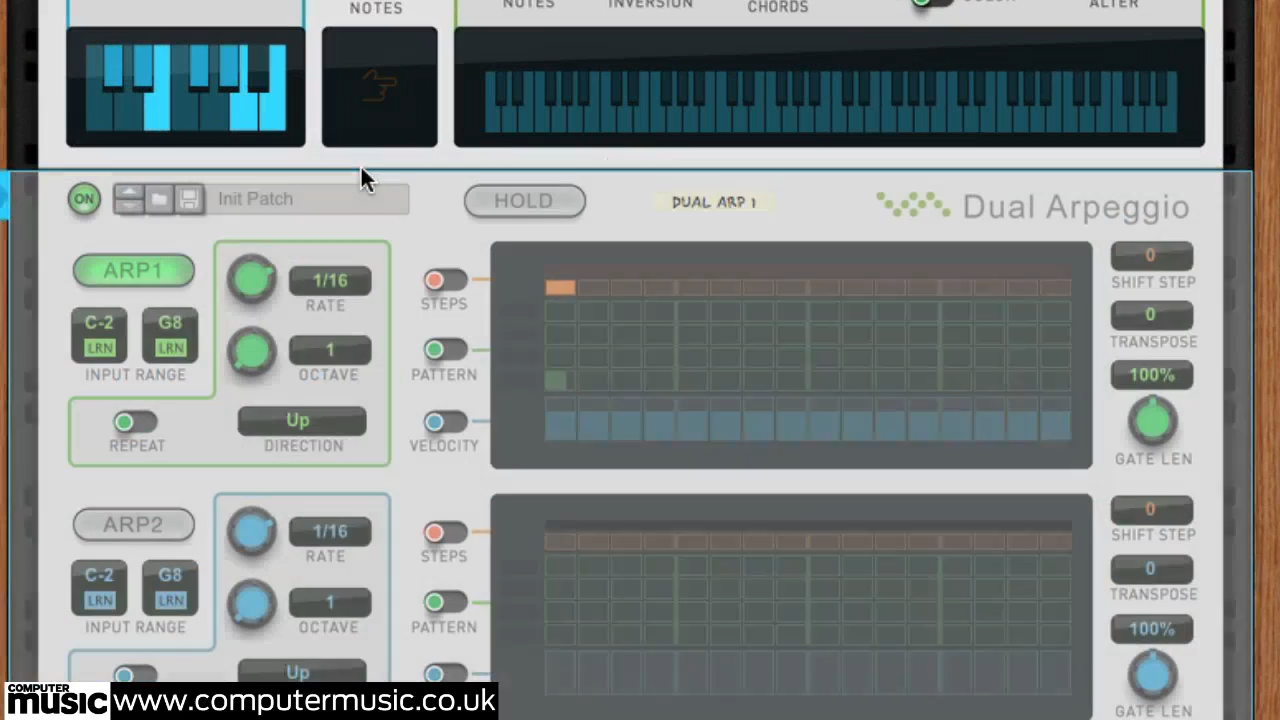 NOTES
NOTES
INVERSION
CHORDS
ALTER
ON
Init Patch
HOLD
DUAL ARP 1
Dual Arpeggio
ARP1
1/16
RATE
C-2
G8
LRN
LRN
INPUT RANGE
1
OCTAVE
REPEAT
Up
DIRECTION
STEPS
PATTERN
VELOCITY
0
SHIFT STEP
0
TRANSPOSE
100%
GATE LEN
ARP2
1/16
RATE
C-2
G8
LRN
LRN
INPUT RANGE
1
OCTAVE
Up
STEPS
PATTERN
0
SHIFT STEP
0
TRANSPOSE
100%
GATE LEN
COMPUTER
music
www.computermusic.co.uk